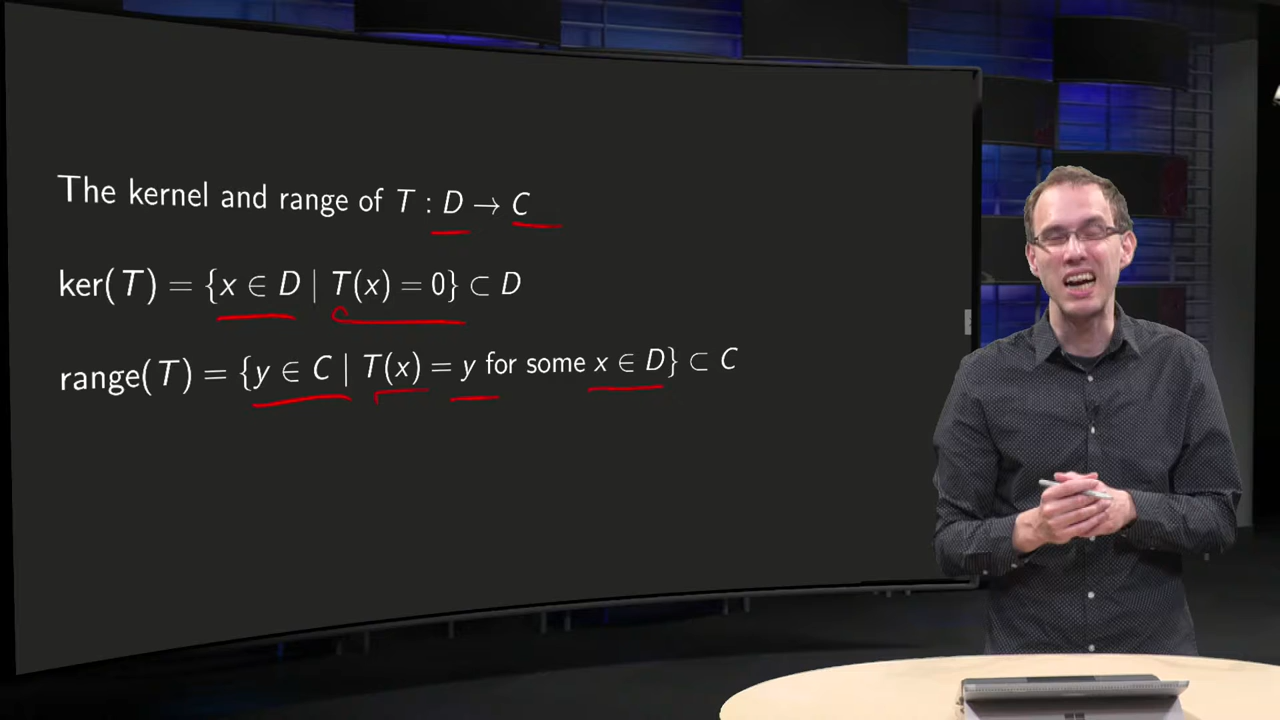 The kernel and range of T : D → C
ker(T) = {x ∈ D | T(x) = 0} ⊂ D
range(T) = {y ∈ C | T(x) = y for some x ∈ D} ⊂ C